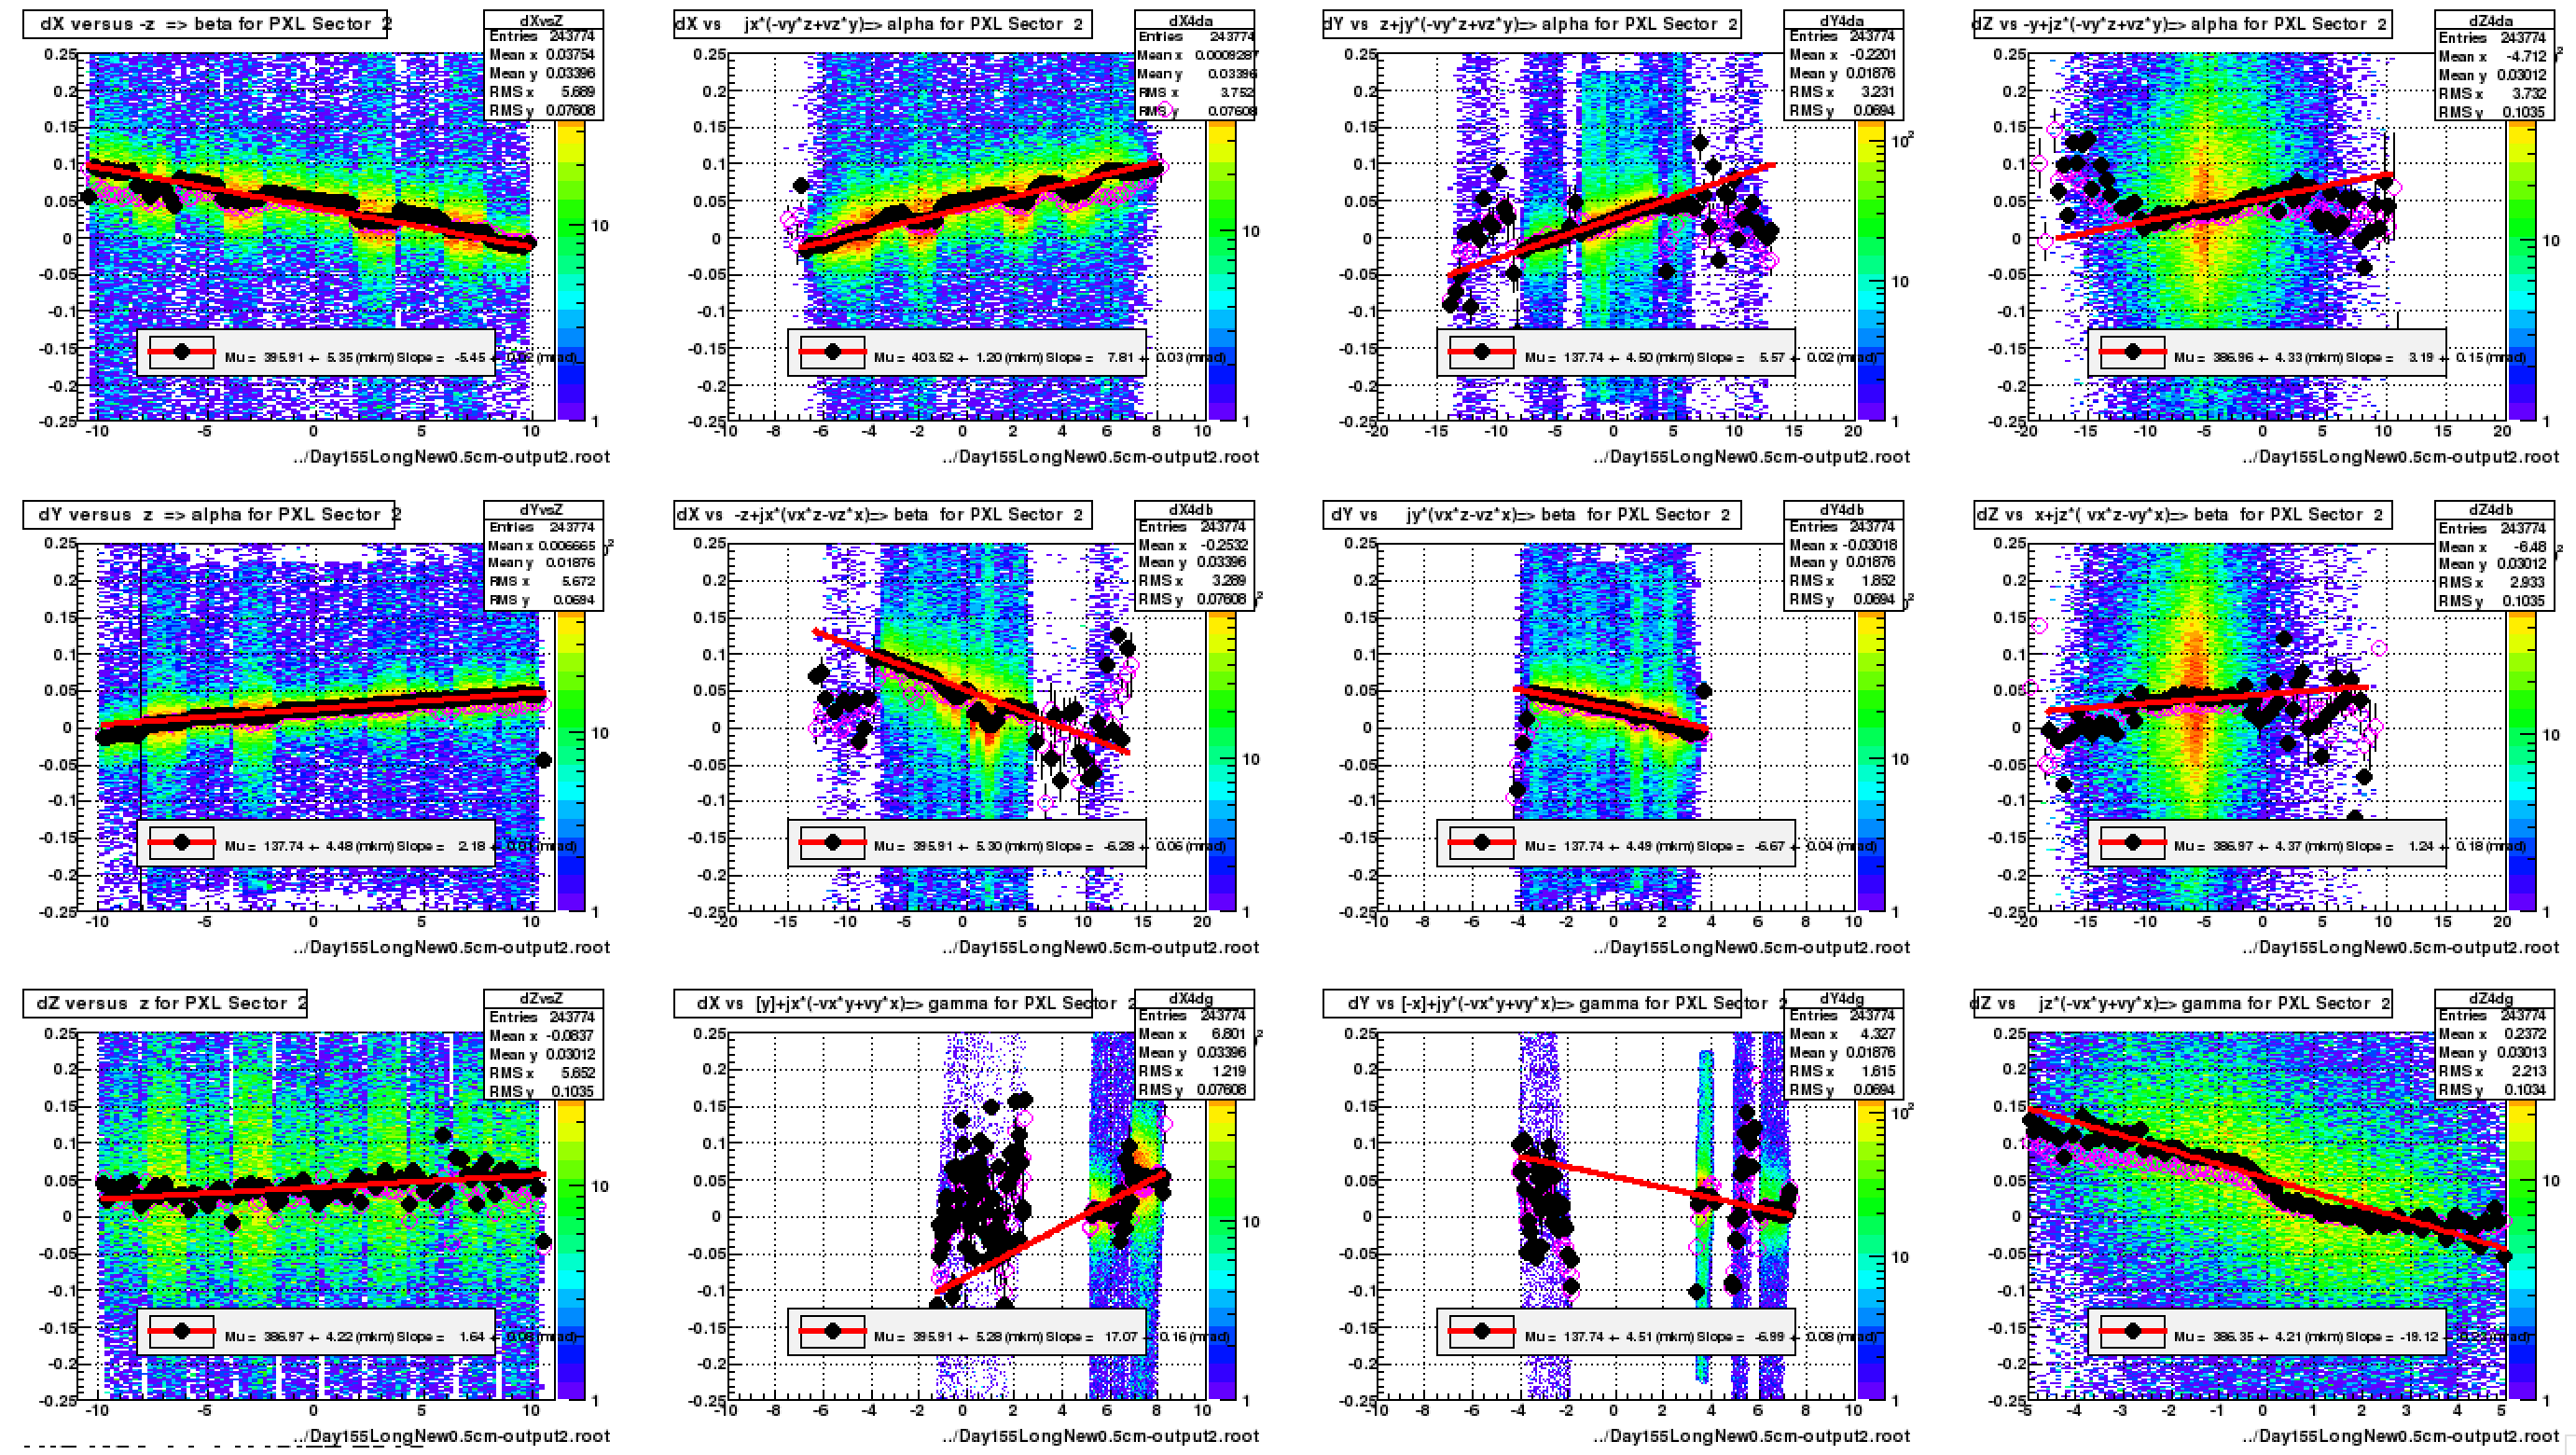 dX versus -z => beta for PXL Sector 2
dXvsZ
Entries 243774
Mean x 0.03754
Mean y 0.03396
RMS x 5.689
RMS y 0.07608
Mu = 395.91 + 5.35 (mkm) Slope = -5.45 +
../Day155LongNew0.5cm-output2.root
dX vs jx*(-vy*z+vz*y)=> alpha for PXL Sector 2
dX4da
Entries 243774
Mean x 0.0009287
Mean y 0.03396
RMS x 3.752
RMS y 0.07608
Mu = 403.52 + 1.20 (mkm) Slope = 7.81 + 0.03 (mrad)
../Day155LongNew0.5cm-output2.root
dY vs z+jy*(-vy*z+vz*y)=> alpha for PXL Sector 2
dY4da
Entries 243774
Mean x -0.2201
Mean y 0.01876
RMS x 3.231
RMS y 0.0694
Mu = 137.74 + 4.50 (mkm) Slope = 5.57 + 0.02 (mrad)
../Day155LongNew0.5cm-output2.root
dZ vs -y+jz*(-vy*z+vz*y)=> alpha for PXL Sector 2
dZ4da
Entries 243774
Mean x -4.712
Mean y 0.03012
RMS x 3.732
RMS y 0.1035
Mu = 386.96 + 4.33 (mkm) Slope = 3.19 + 0.15 (mrad)
../Day155LongNew0.5cm-output2.root
dY versus z => alpha for PXL Sector 2
dYvsZ
Entries 243774
Mean x 0.006665
Mean y 0.01876
RMS x 5.672
RMS y 0.0694
Mu = 137.74 + 4.48 (mkm) Slope = 2.18 +
../Day155LongNew0.5cm-output2.root
dX vs -z+jx*(vx*z-vz*x)=> beta for PXL Sector 2
dX4db
Entries 243774
Mean x -0.2532
Mean y 0.03396
RMS x 3.289
RMS y 0.07608
Mu = 395.91 + 5.30 (mkm) Slope = -6.28 + 0.06 (mrad)
../Day155LongNew0.5cm-output2.root
dY vs jy*(vx*z-vz*x)=> beta for PXL Sector 2
dY4db
Entries 243774
Mean x -0.03018
Mean y 0.01876
RMS x 1.852
RMS y 0.0694
Mu = 137.74 + 4.49 (mkm) Slope = -6.67 + 0.04 (mrad)
../Day155LongNew0.5cm-output2.root
dZ vs x+jz*( vx*z-vy*x)=> beta for PXL Sector 2
dZ4db
Entries 243774
Mean x -6.48
Mean y 0.03012
RMS x 2.933
RMS y 0.1035
Mu = 386.97 + 4.37 (mkm) Slope = 1.24 + 0.18 (mrad)
../Day155LongNew0.5cm-output2.root
dZ versus z for PXL Sector 2
dZvsZ
Entries 243774
Mean x -0.0837
Mean y 0.03012
RMS x 5.652
RMS y 0.1035
Mu = 386.97 + 4.22 (mkm) Slope = 1.64 +
../Day155LongNew0.5cm-output2.root
dX vs [y]+jx*(-vx*y+vy*x)=> gamma for PXL Sector 2
dX4dg
Entries 243774
Mean x 6.801
Mean y 0.03396
RMS x 1.219
RMS y 0.07608
Mu = 395.91 + 5.28 (mkm) Slope = 17.07 + 0.16 (mrad)
../Day155LongNew0.5cm-output2.root
dY vs [-x]+jy*(-vx*y+vy*x)=> gamma for PXL Sector 2
dY4dg
Entries 243774
Mean x 4.327
Mean y 0.01876
RMS x 1.615
RMS y 0.0694
Mu = 137.74 + 4.51 (mkm) Slope = -6.99 + 0.08 (mrad)
../Day155LongNew0.5cm-output2.root
dZ vs jz*(-vx*y+vy*x)=> gamma for PXL Sector 2
dZ4dg
Entries 243774
Mean x 0.2372
Mean y 0.03013
RMS x 2.213
RMS y 0.1034
Mu = 386.35 + 4.21 (mkm) Slope = -19.12 +
../Day155LongNew0.5cm-output2.root